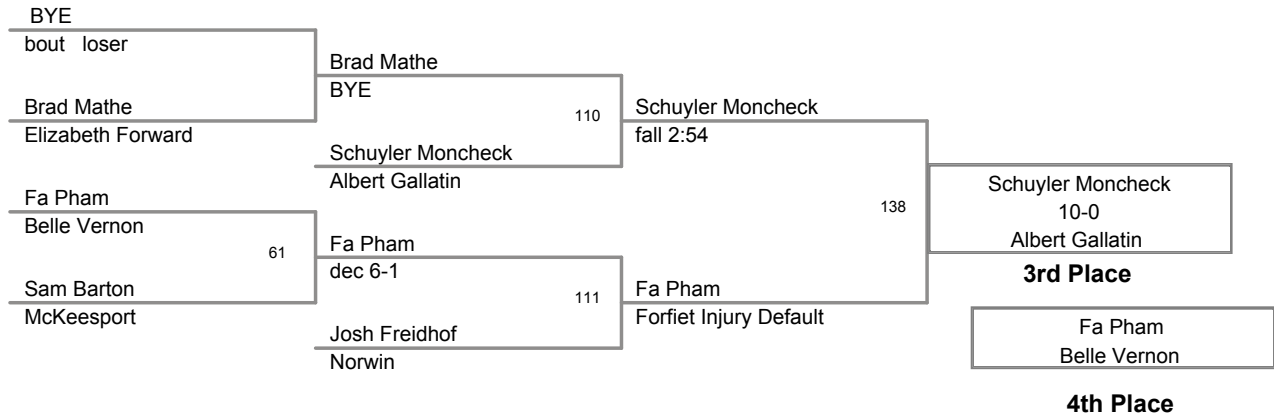 BYE
bout loser
Brad Mathe
Elizabeth Forward
Fa Pham
Belle Vernon
61
Sam Barton
McKeesport
Brad Mathe
BYE
110
Schuyler Moncheck
Albert Gallatin
Fa Pham
dec 6-1
111
Josh Freidhof
Norwin
Schuyler Moncheck
fall 2:54
138
Fa Pham
Forfiet Injury Default
Schuyler Moncheck
10-0
Albert Gallatin
3rd Place
Fa Pham
Belle Vernon
4th Place